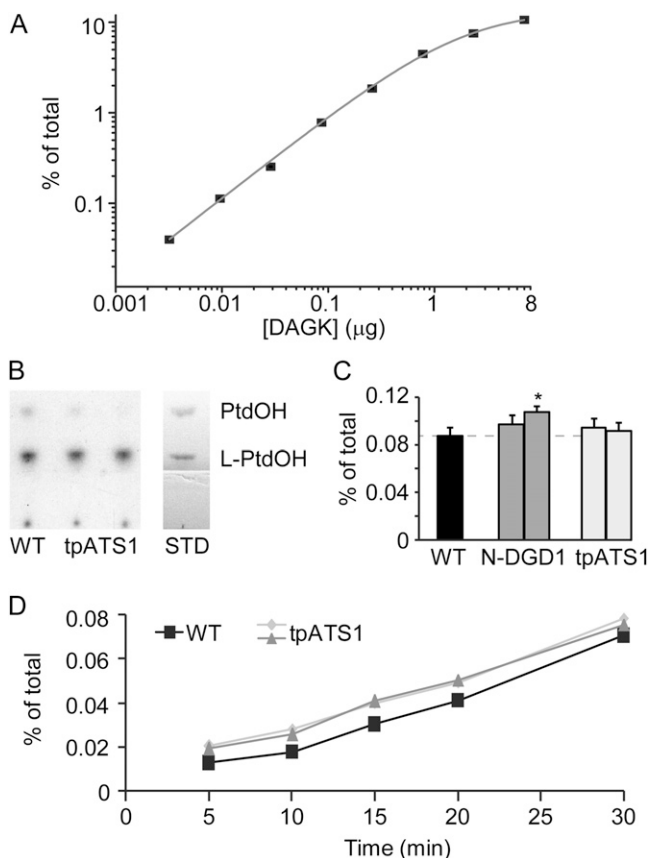 A
% of total
10
1
0.1
0.001
0.01
0.1
1
8
[DAGK] (μg)
B
PtdOH
L-PtdOH
WT
tpATS1
STD
C
% of total
0.12
0.08
0.04
0
*
WT
N-DGD1
tpATS1
D
% of total
0.08
0.06
0.04
0.02
0
WT
tpATS1
0
5
10
15
20
25
30
Time (min)